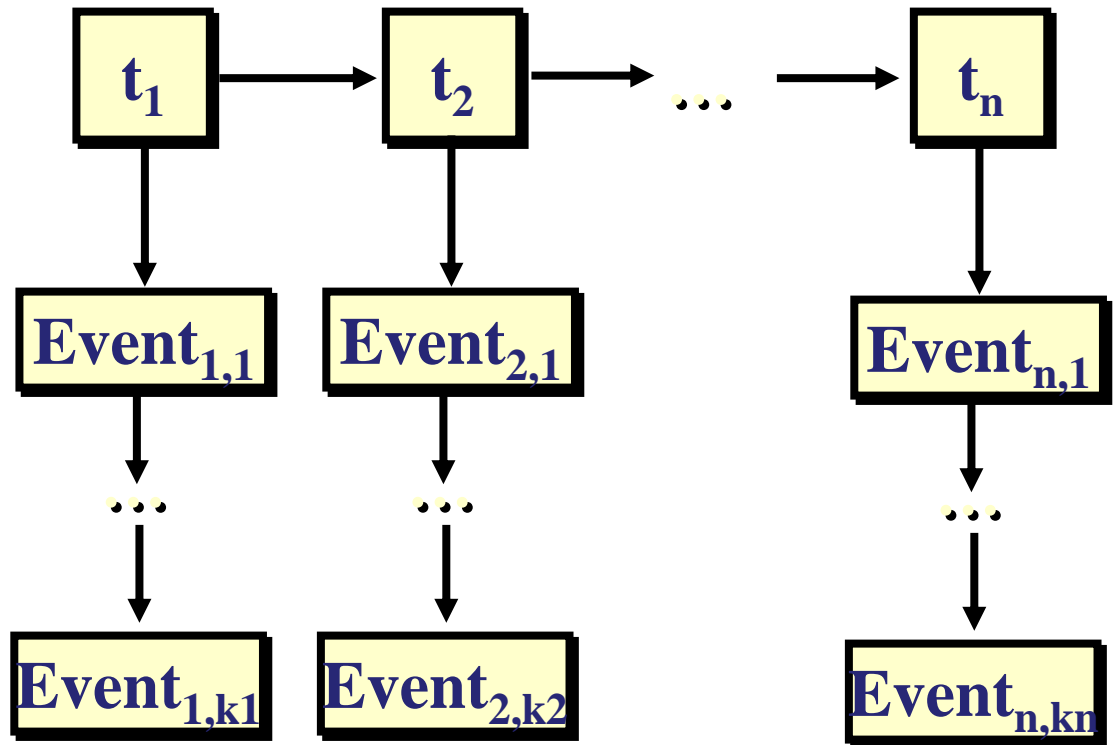 t₁ t₂ ... tₙ
Event₁,₁ Event₂,₁ Eventₙ,₁
... ... ...
Event₁,ₖ₁ Event₂,ₖ₂ Eventₙ,ₖₙ